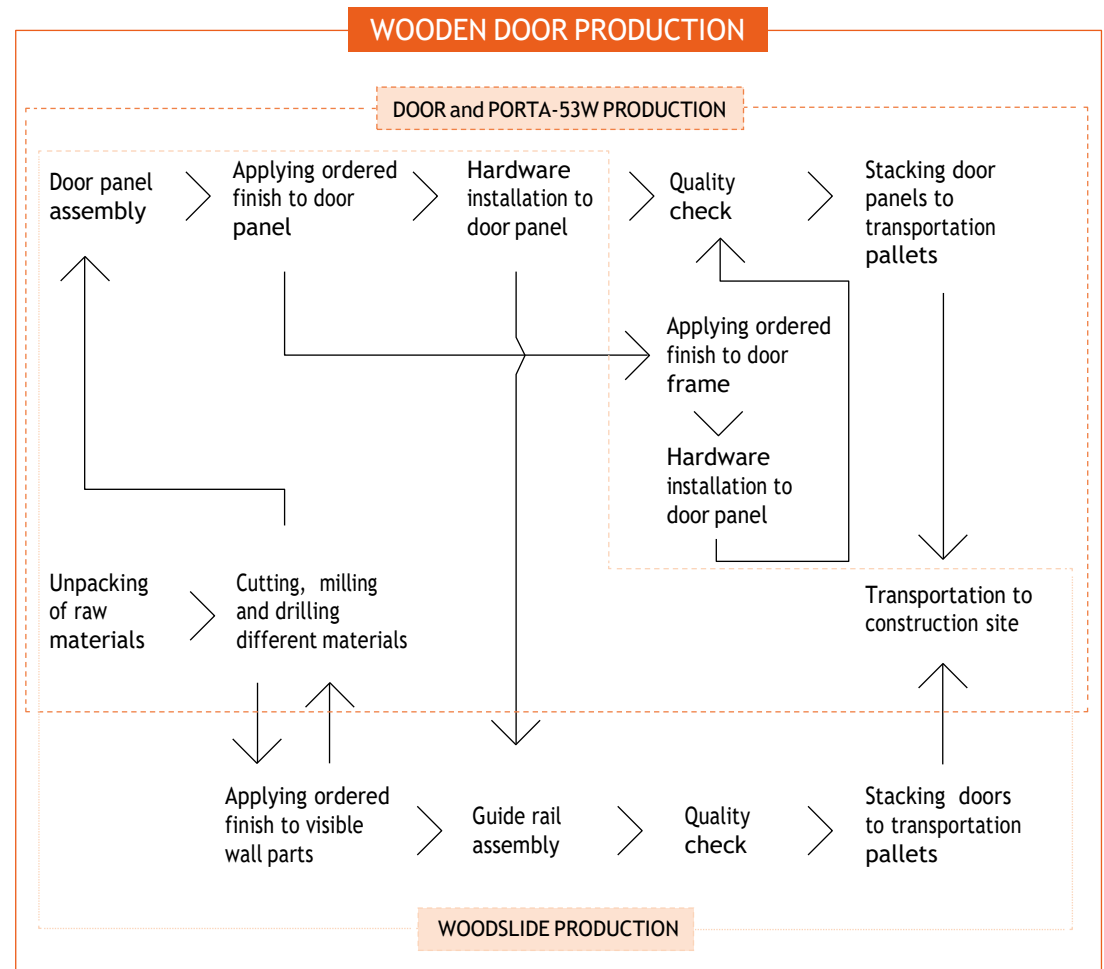 WOODEN DOOR PRODUCTION
DOOR and PORTA-53W PRODUCTION
Door panel
assembly
Applying ordered
finish to door
panel
Hardware
installation to
door panel
Quality
check
Stacking door
panels to
transportation
pallets
Applying ordered
finish to door
frame
Hardware
installation to
door panel
Unpacking
of raw
materials
Cutting, milling
and drilling
different materials
Transportation to
construction site
Applying ordered
finish to visible
wall parts
Guide rail
assembly
Quality
check
Stacking doors
to transportation
pallets
WOODSLIDE PRODUCTION